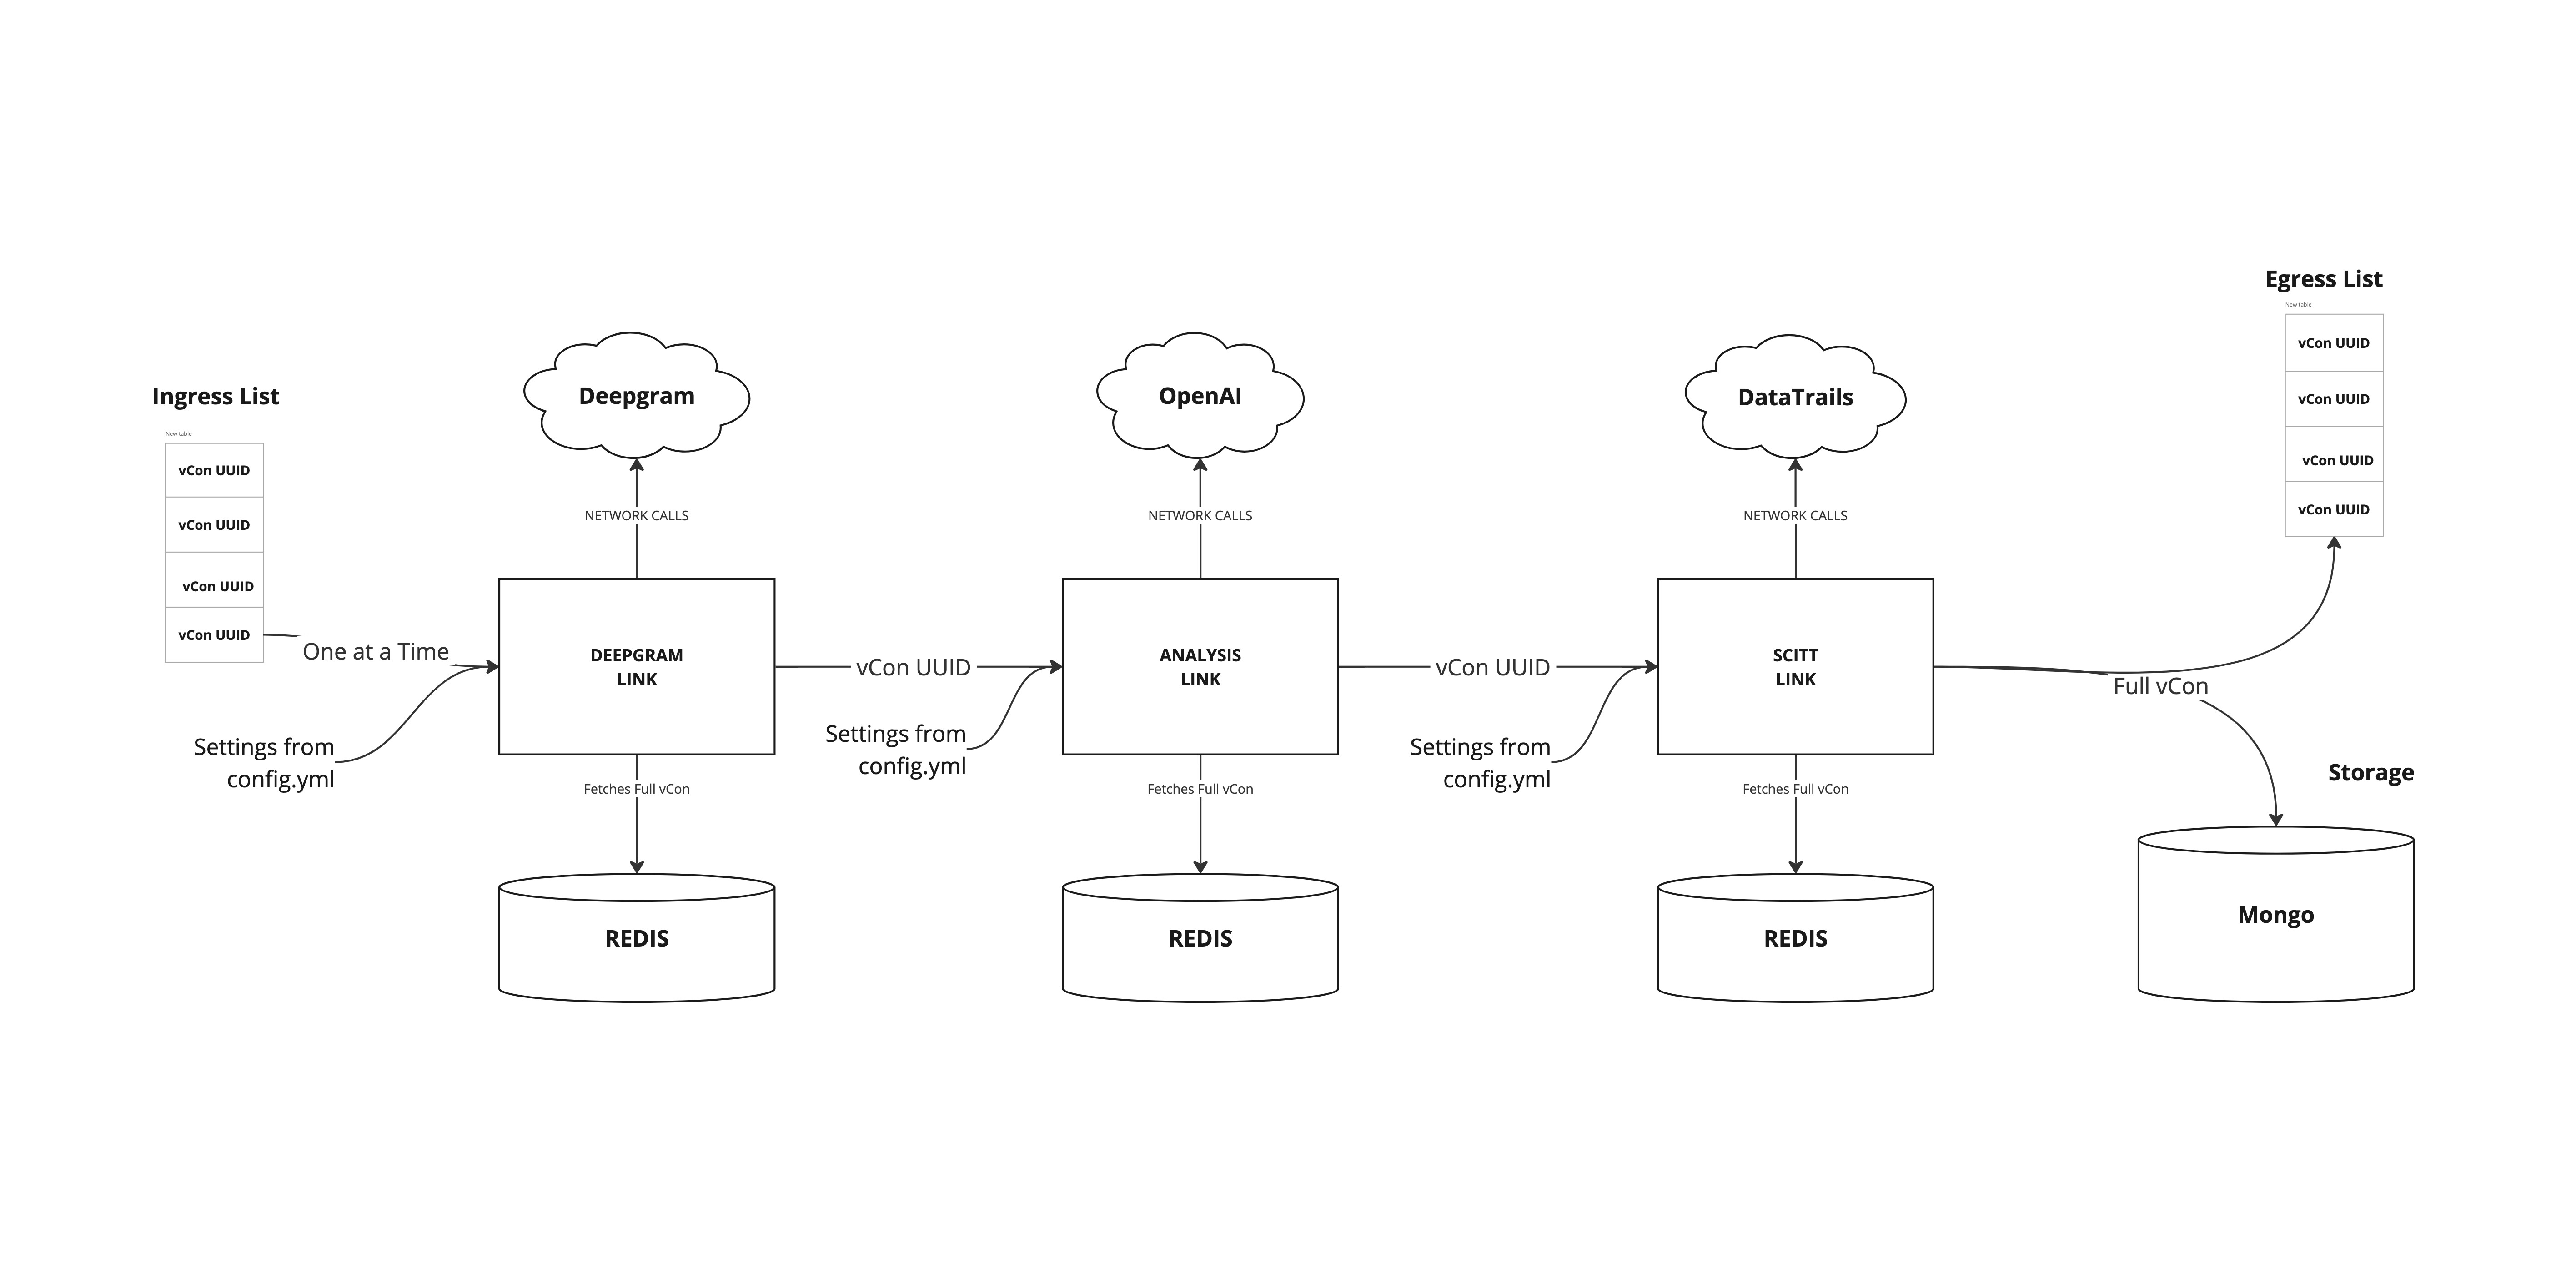 Ingress List
New table
vCon UUID
vCon UUID
vCon UUID
vCon UUID
One at a Time
Settings from
config.yml
Deepgram
NETWORK CALLS
DEEPGRAM
LINK
Fetches Full vCon
REDIS
vCon UUID
Settings from
config.yml
OpenAI
NETWORK CALLS
ANALYSIS
LINK
Fetches Full vCon
REDIS
vCon UUID
Settings from
config.yml
DataTrails
NETWORK CALLS
SCITT
LINK
Fetches Full vCon
REDIS
Egress List
New table
vCon UUID
vCon UUID
vCon UUID
vCon UUID
Full vCon
Storage
Mongo